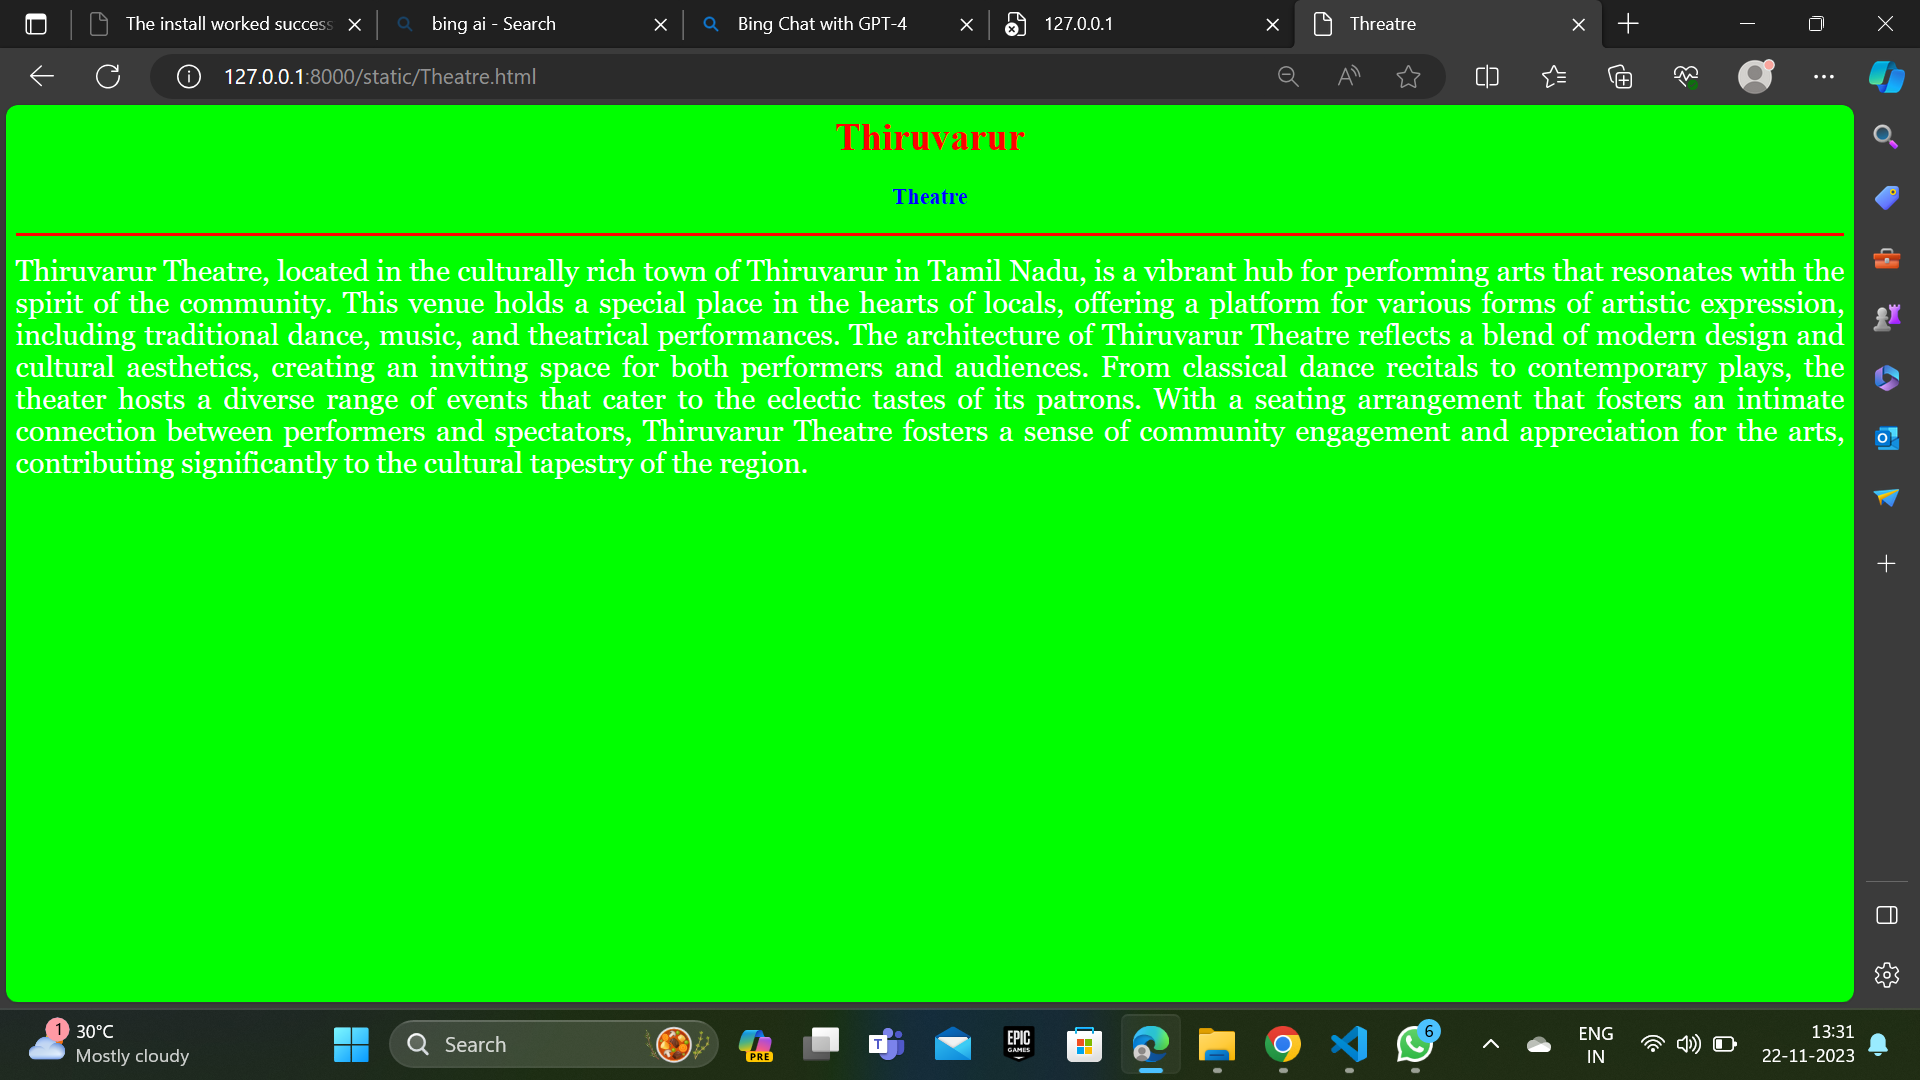 The install worked success
bing ai - Search
Bing Chat with GPT-4
127.0.0.1
Threatre
127.0.0.1:8000/static/Theatre.html
Thiruvarur
Theatre
Thiruvarur Theatre, located in the culturally rich town of Thiruvarur in Tamil Nadu, is a vibrant hub for performing arts that resonates with the
spirit of the community. This venue holds a special place in the hearts of locals, offering a platform for various forms of artistic expression,
including traditional dance, music, and theatrical performances. The architecture of Thiruvarur Theatre reflects a blend of modern design and
cultural aesthetics, creating an inviting space for both performers and audiences. From classical dance recitals to contemporary plays, the
theater hosts a diverse range of events that cater to the eclectic tastes of its patrons. With a seating arrangement that fosters an intimate
connection between performers and spectators, Thiruvarur Theatre fosters a sense of community engagement and appreciation for the arts,
contributing significantly to the cultural tapestry of the region.
1
30°C
Mostly cloudy
Search
PRE
T
EPIC
GAMES
6
ENG
IN
13:31
22-11-2023